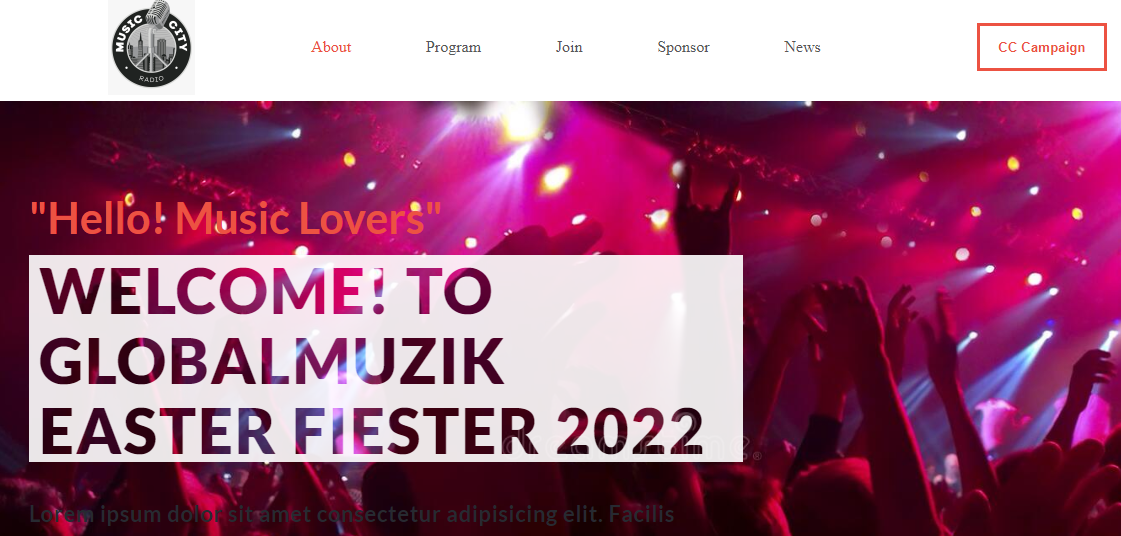 MUSIC CITY
RADIO
About Program Join Sponsor News
CC Campaign
"Hello! Music Lovers"
WELCOME! TO
GLOBALMUZIK
EASTER FIESTER 2022
Lorem ipsum dolor sit amet consectetur adipisicing elit. Facilis